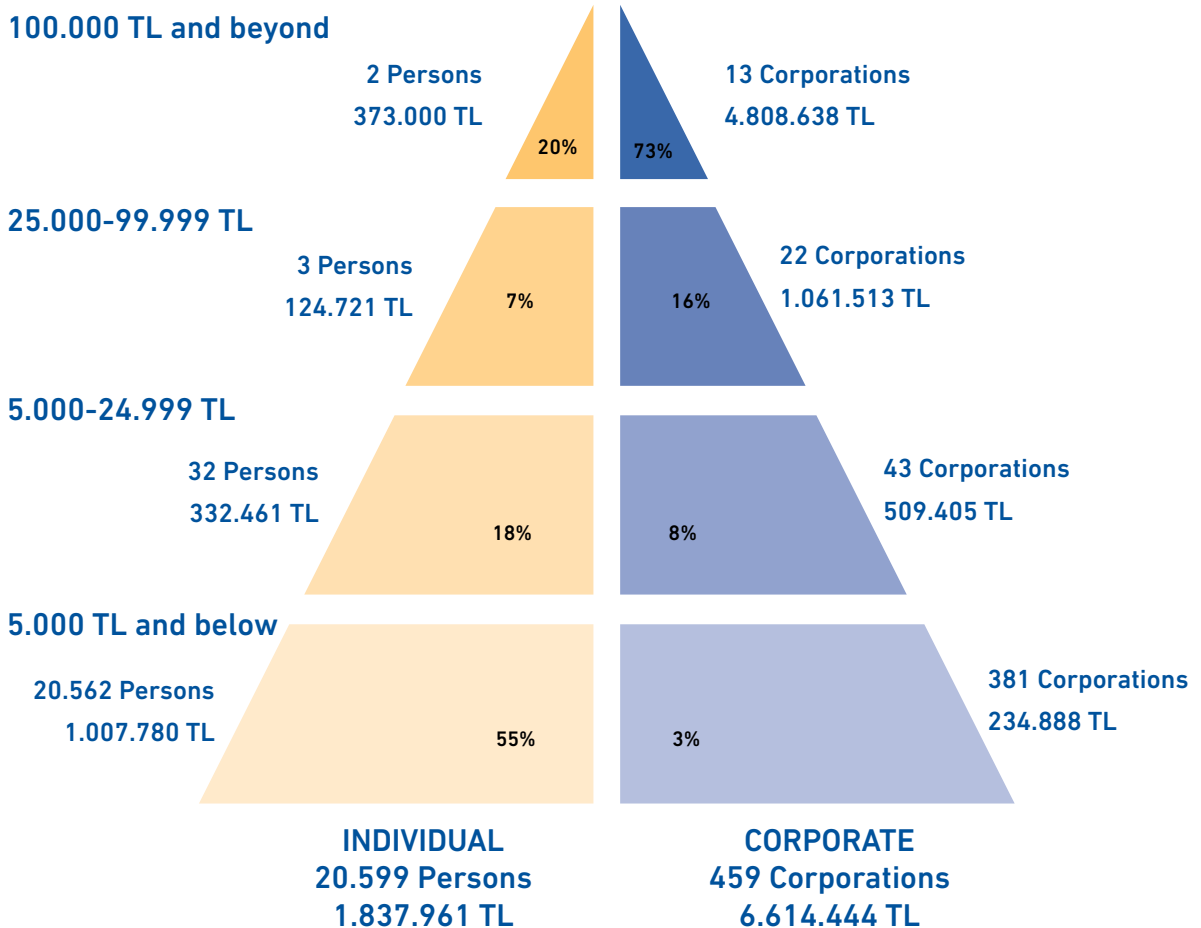 100.000 TL and beyond
2 Persons
373.000 TL
20%
73%
13 Corporations
4.808.638 TL
25.000-99.999 TL
3 Persons
124.721 TL
7%
16%
22 Corporations
1.061.513 TL
5.000-24.999 TL
32 Persons
332.461 TL
18%
8%
43 Corporations
509.405 TL
5.000 TL and below
20.562 Persons
1.007.780 TL
55%
3%
381 Corporations
234.888 TL
INDIVIDUAL
20.599 Persons
1.837.961 TL
CORPORATE
459 Corporations
6.614.444 TL